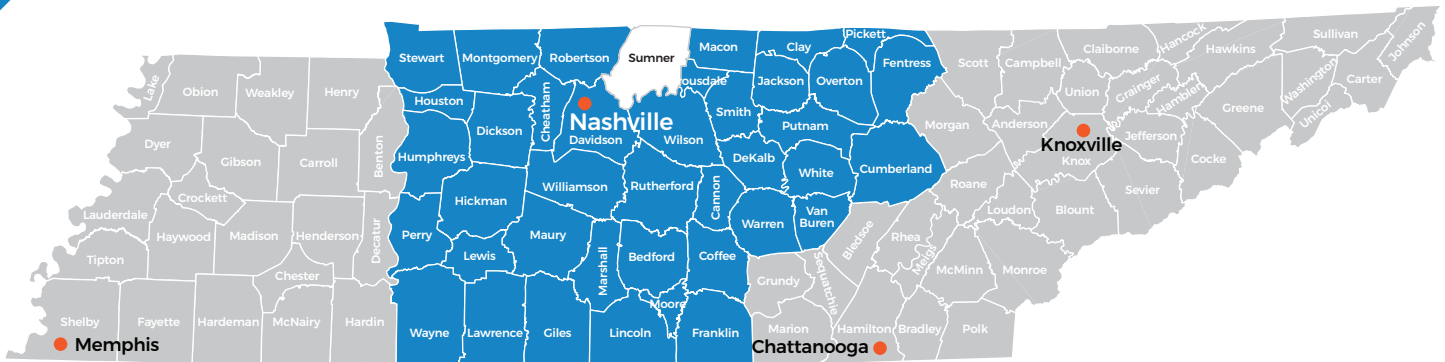 Lake
Obion
Weakley
Henry
Dyer
Gibson
Carroll
Benton
Crockett
Lauderdale
Haywood
Madison
Henderson
Decatur
Tipton
Chester
Shelby
Fayette
Hardeman
McNairy
Hardin
Memphis
Stewart
Montgomery
Robertson
Sumner
Macon
Clay
Pickett
Fentress
Houston
Cheatham
ousdale
Jackson
Overton
Dickson
Nashville
Davidson
Wilson
Smith
Putnam
Humphreys
DeKalb
White
Cumberland
Williamson
Rutherford
Cannon
Hickman
Warren
Van
Buren
Perry
Lewis
Maury
Marshall
Bedford
Coffee
Moore
Wayne
Lawrence
Giles
Lincoln
Franklin
Scott
Campbell
Claiborne
Hancock
Hawkins
Sullivan
Johnson
Union
Grainger
Hamblen
Washington
Carter
Unicoi
Greene
Morgan
Anderson
Knoxville
Knox
Jefferson
Cocke
Roane
Loudon
Blount
Sevier
Bledsoe
Rhea
Meigs
McMinn
Monroe
Grundy
Sequatchie
Marion
Hamilton
Bradley
Polk
Chattanooga